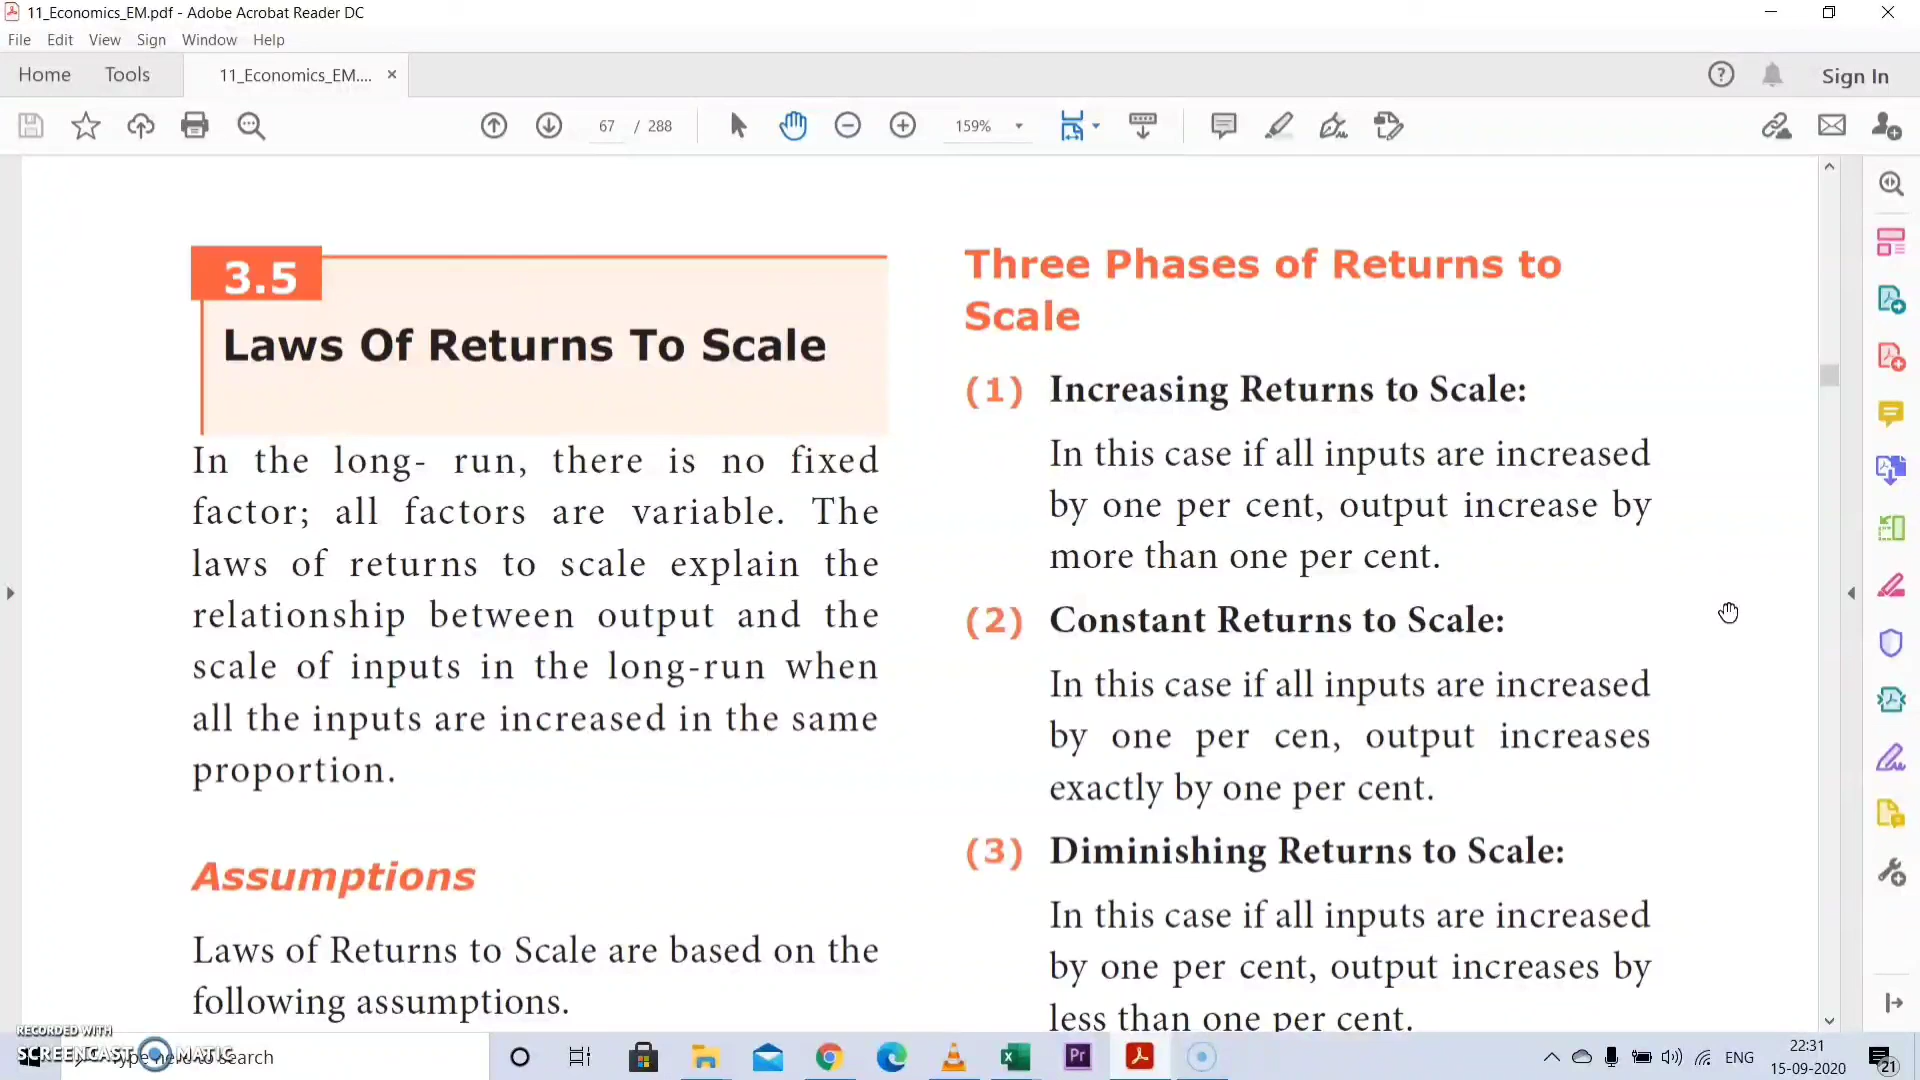 11_Economics_EM.pdf - Adobe Acrobat Reader DC
File Edit View Sign Window Help
Home Tools 11_Economics_EM.... ×
Sign In
67 / 288
159%
3.5
Laws Of Returns To Scale
In the long- run, there is no fixed
factor; all factors are variable. The
laws of returns to scale explain the
relationship between output and the
scale of inputs in the long-run when
all the inputs are increased in the same
proportion.
Assumptions
Laws of Returns to Scale are based on the
following assumptions.
Three Phases of Returns to
Scale
(1) Increasing Returns to Scale:
In this case if all inputs are increased
by one per cent, output increase by
more than one per cent.
(2) Constant Returns to Scale:
In this case if all inputs are increased
by one per cen, output increases
exactly by one per cent.
(3) Diminishing Returns to Scale:
In this case if all inputs are increased
by one per cent, output increases by
less than one per cent.
RECORDED WITH
SCREENCAST MATIC
Type here to search
Pr
ENG
22:31
15-09-2020
21